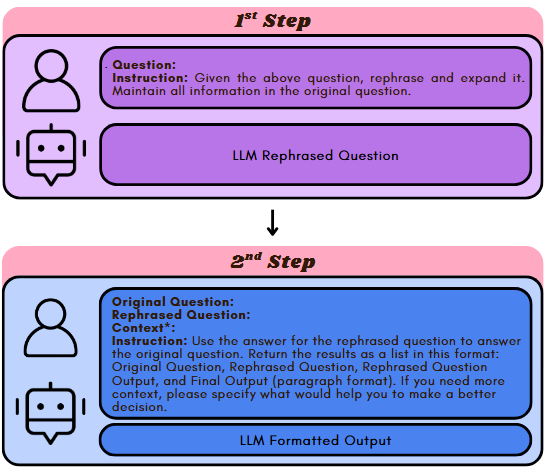 1st Step
. Question:
Instruction: Given the above question, rephrase and expand it.
Maintain all information in the original question.
LLM Rephrased Question
2nd Step
Original Question:
Rephrased Question:
Context*:
Instruction: Use the answer for the rephrased question to answer
the original question. Return the results as a list in this format:
Original Question, Rephrased Question, Rephrased Question
Output, and Final Output (paragraph format). If you need more
context, please specify what would help you to make a better
decision.
LLM Formatted Output